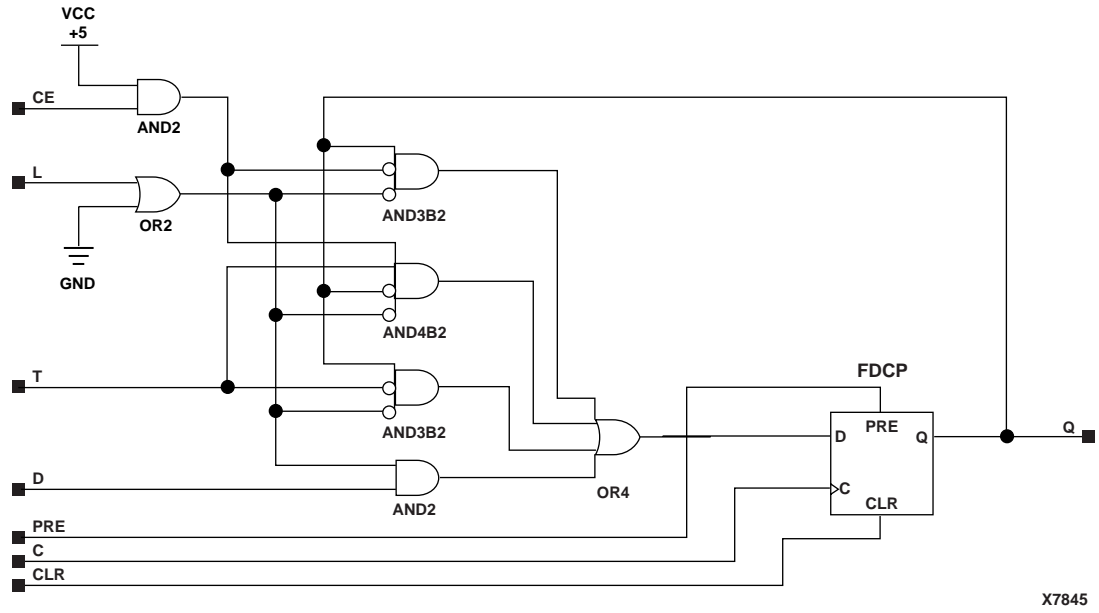 VCC
+5
CE
AND2
L
OR2
GND
AND3B2
AND4B2
T
AND3B2
FDCP
D
PRE
Q
Q
C
CLR
OR4
D
AND2
PRE
C
CLR
X7845